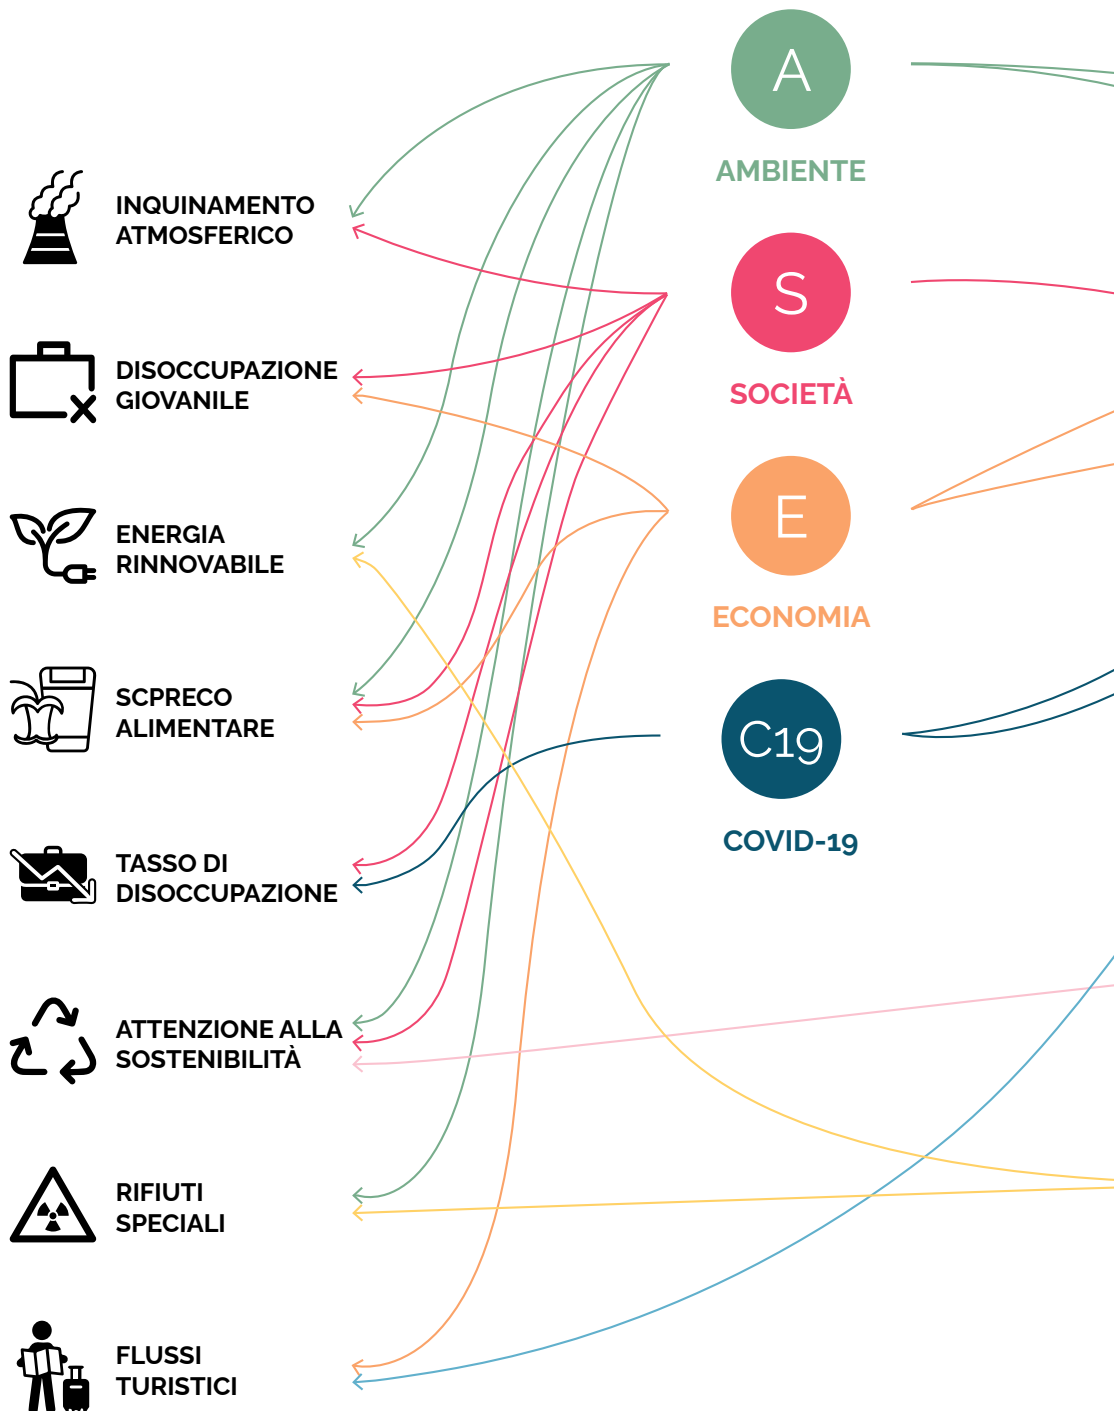 INQUINAMENTO
ATMOSFERICO
DISOCCUPAZIONE
GIOVANILE
ENERGIA
RINNOVABILE
SCPRECO
ALIMENTARE
TASSO DI
DISOCCUPAZIONE
ATTENZIONE ALLA
SOSTENIBILITÀ
RIFIUTI
SPECIALI
FLUSSI
TURISTICI
A
AMBIENTE
S
SOCIETÀ
E
ECONOMIA
C19
COVID-19